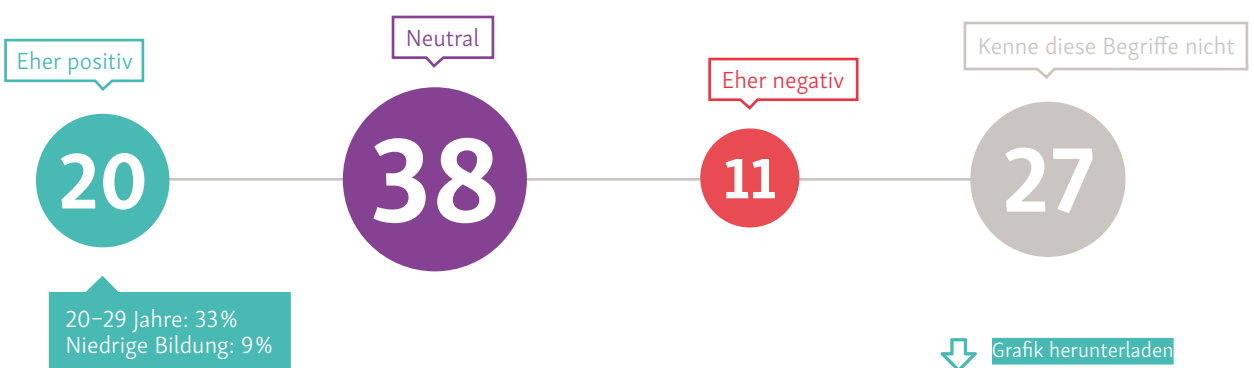 Eher positiv
Neutral
Eher negativ
Kenne diese Begriffe nicht
20
38
11
27
20–29 Jahre: 33%
Niedrige Bildung: 9%
Grafik herunterladen